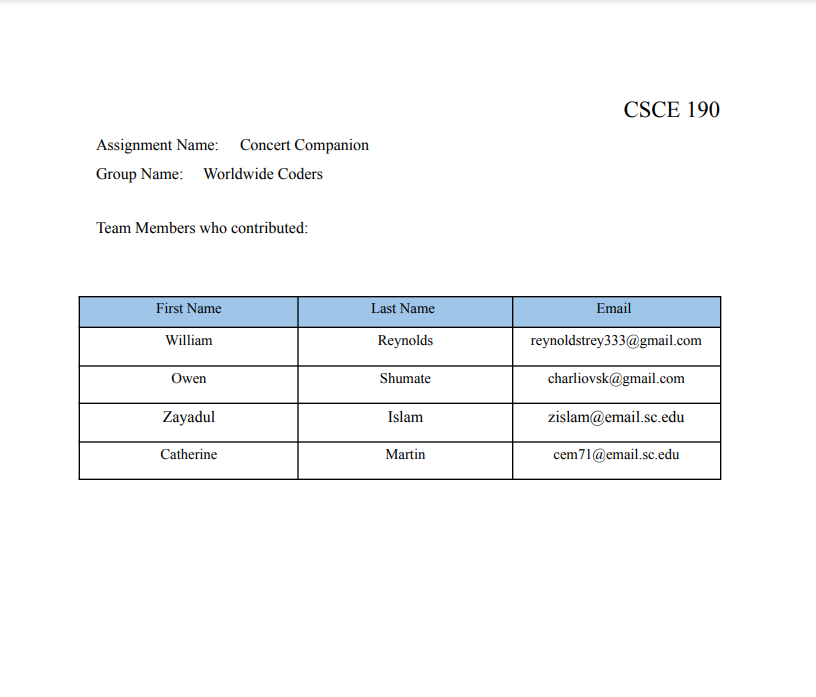 CSCE 190
Assignment Name: Concert Companion
Group Name: Worldwide Coders
Team Members who contributed:
First Name Last Name Email
William Reynolds reynoldstrey333@gmail.com
Owen Shumate charliovsk@gmail.com
Zayadul Islam zislam@email.sc.edu
Catherine Martin cem71@email.sc.edu